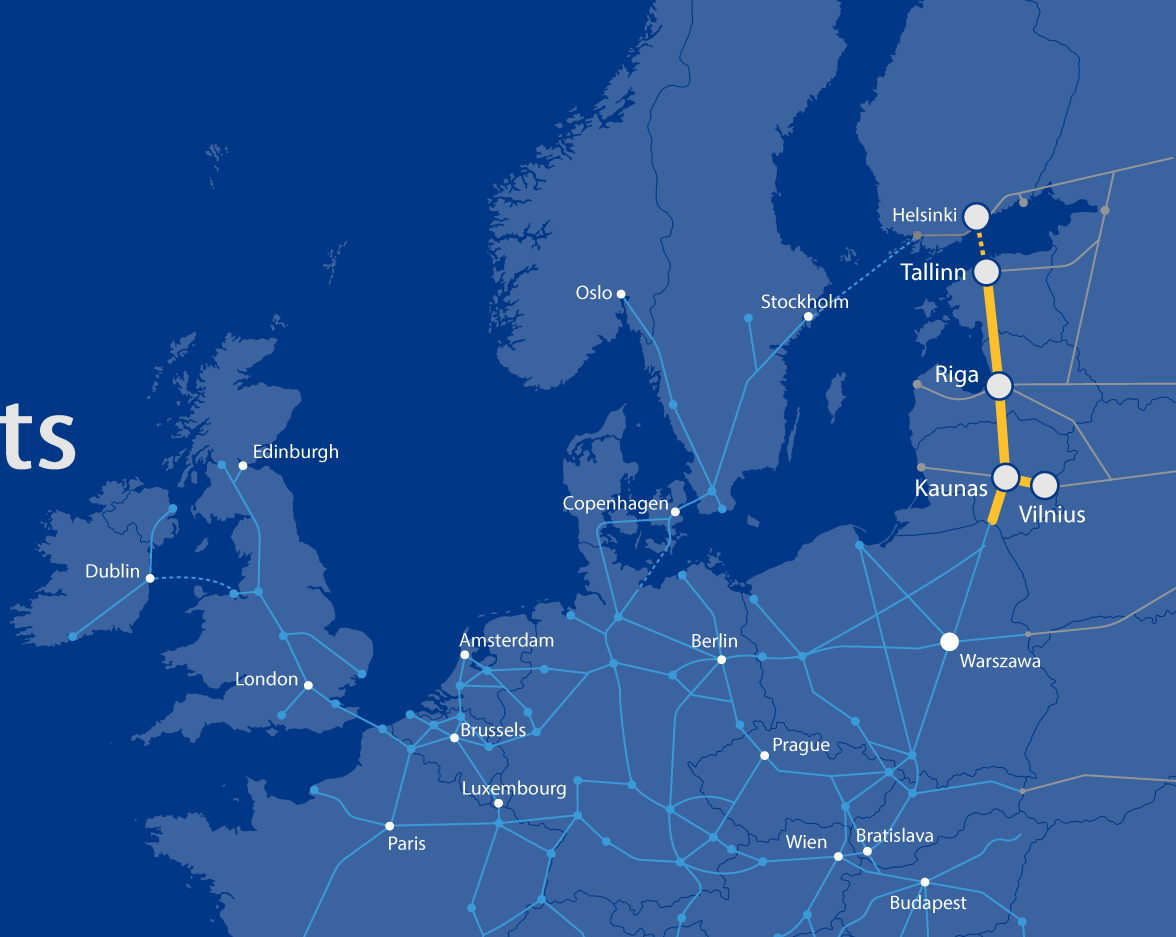 Helsinki
Tallinn
Oslo
Stockholm
Riga
ts
Edinburgh
Kaunas
Copenhagen
Vilnius
Dublin
Amsterdam
Berlin
Warszawa
London
Brussels
Prague
Luxembourg
Paris
Wien
Bratislava
Budapest